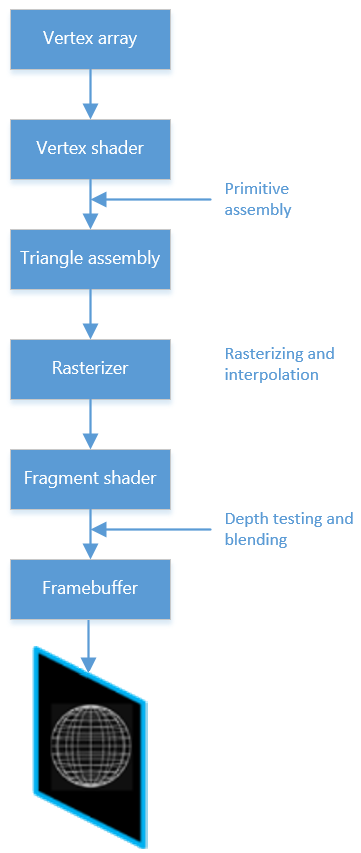 Vertex array
Vertex shader
Primitive
assembly
Triangle assembly
Rasterizer
Rasterizing and
interpolation
Fragment shader
Depth testing and
blending
Framebuffer